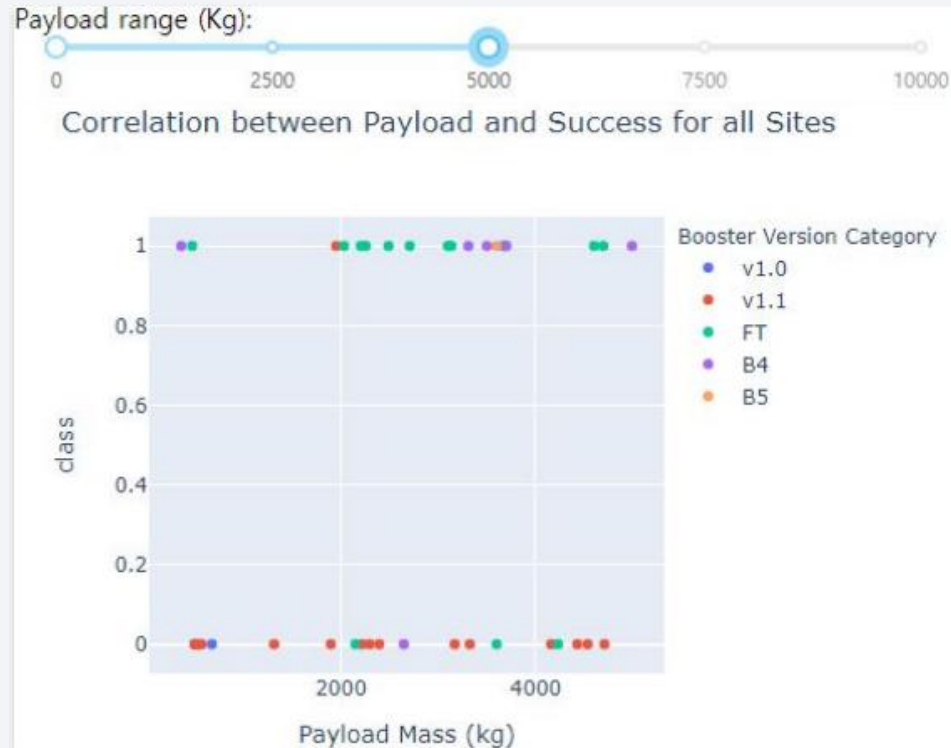 Payload range (Kg):
0 2500 5000 7500 10000
Correlation between Payload and Success for all Sites
Booster Version Category
v1.0
v1.1
FT
B4
B5
1
0.8
0.6
0.4
0.2
0
class
2000 4000
Payload Mass (kg)